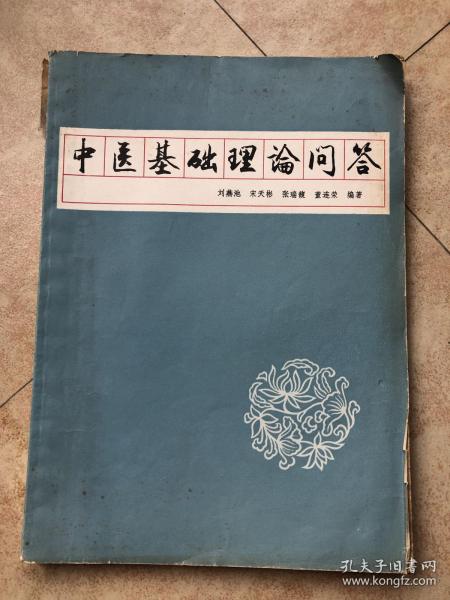 中医基础理論问答
刘燕池 宋天彬 张瑞馥 董连荣 编著
孔夫子旧书网
www.kongfz.com